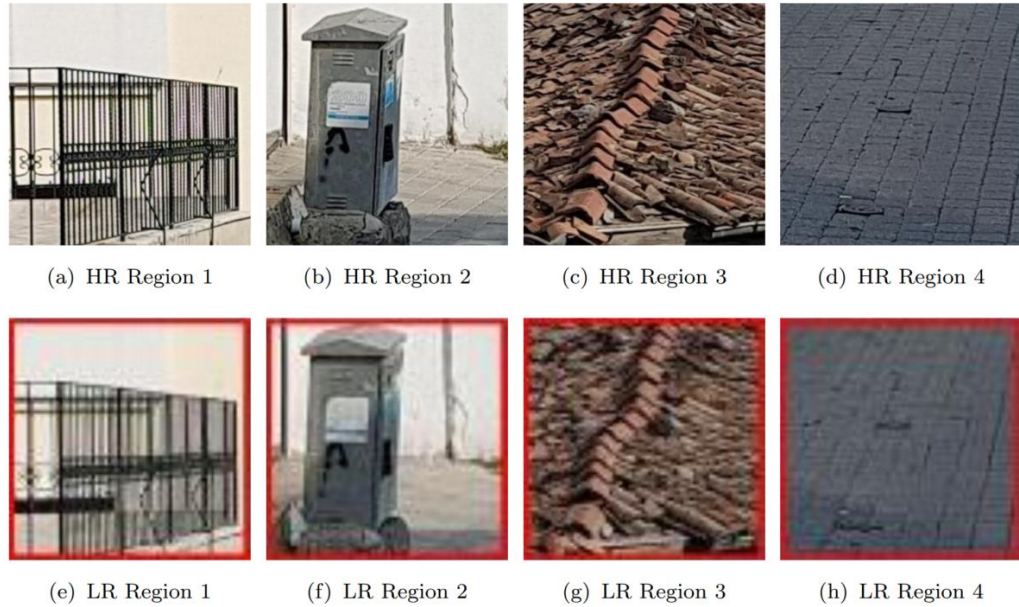 (a) HR Region 1
(b) HR Region 2
(c) HR Region 3
(d) HR Region 4
(e) LR Region 1
(f) LR Region 2
(g) LR Region 3
(h) LR Region 4